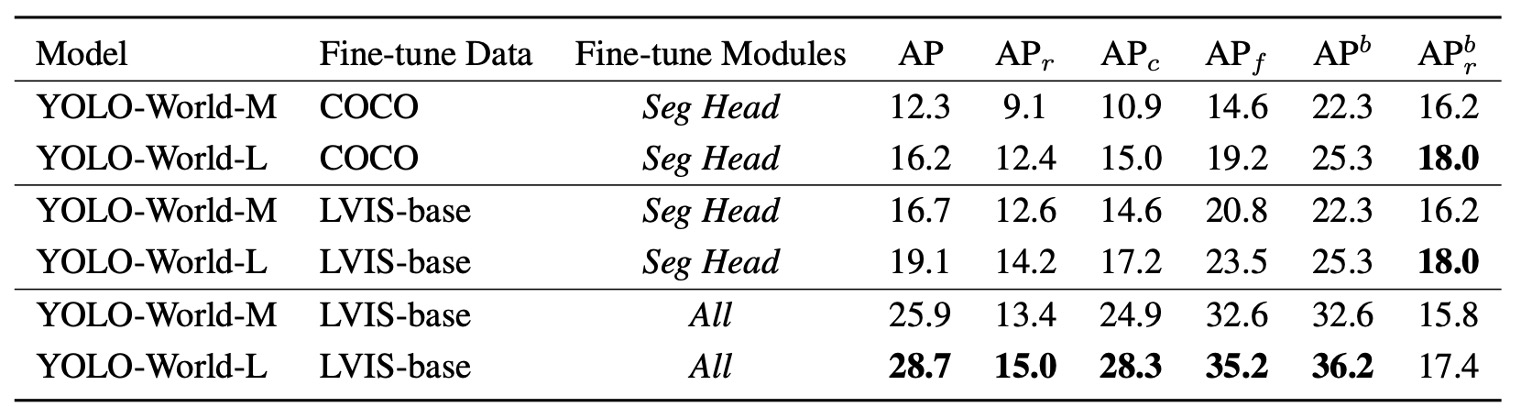 Model Fine-tune Data Fine-tune Modules AP APr APc APf APb APbr
YOLO-World-M COCO Seg Head 12.3 9.1 10.9 14.6 22.3 16.2
YOLO-World-L COCO Seg Head 16.2 12.4 15.0 19.2 25.3 18.0
YOLO-World-M LVIS-base Seg Head 16.7 12.6 14.6 20.8 22.3 16.2
YOLO-World-L LVIS-base Seg Head 19.1 14.2 17.2 23.5 25.3 18.0
YOLO-World-M LVIS-base All 25.9 13.4 24.9 32.6 32.6 15.8
YOLO-World-L LVIS-base All 28.7 15.0 28.3 35.2 36.2 17.4